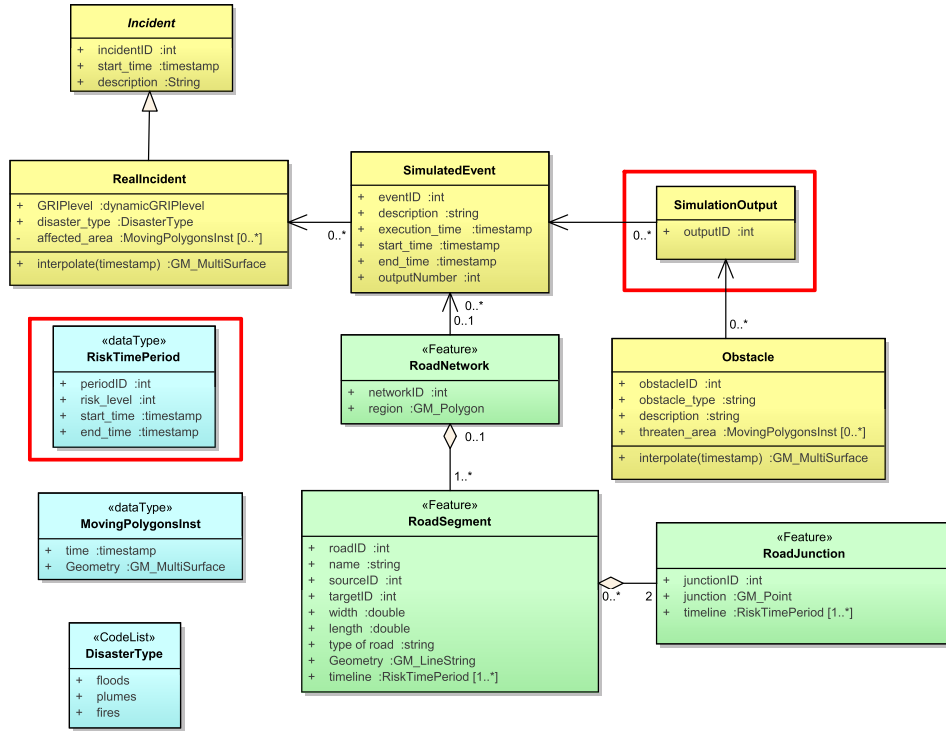 Incident
+ incidentID :int
+ start_time :timestamp
+ description :String
RealIncident
+ GRIPlevel :dynamicGRIPlevel
+ disaster_type :DisasterType
- affected_area :MovingPolygonsInst [0..*]
+ interpolate(timestamp) :GM_MultiSurface
0..*
SimulatedEvent
+ eventID :int
+ description :string
+ execution_time :timestamp
+ start_time :timestamp
+ end_time :timestamp
+ outputNumber :int
0..*
SimulationOutput
+ outputID :int
0..*
0..1
0..*
«dataType»
RiskTimePeriod
+ periodID :int
+ risk_level :int
+ start_time :timestamp
+ end_time :timestamp
«Feature»
RoadNetwork
+ networkID :int
+ region :GM_Polygon
0..1
1..*
Obstacle
+ obstacleID :int
+ obstacle_type :string
+ description :string
+ threaten_area :MovingPolygonsInst [0..*]
+ interpolate(timestamp) :GM_MultiSurface
«dataType»
MovingPolygonsInst
+ time :timestamp
+ Geometry :GM_MultiSurface
«Feature»
RoadSegment
+ roadID :int
+ name :string
+ sourceID :int
+ targetID :int
+ width :double
+ length :double
+ type of road :string
+ Geometry :GM_LineString
+ timeline :RiskTimePeriod [1..*]
0..*
2
«Feature»
RoadJunction
+ junctionID :int
+ junction :GM_Point
+ timeline :RiskTimePeriod [1..*]
«CodeList»
DisasterType
+ floods
+ plumes
+ fires